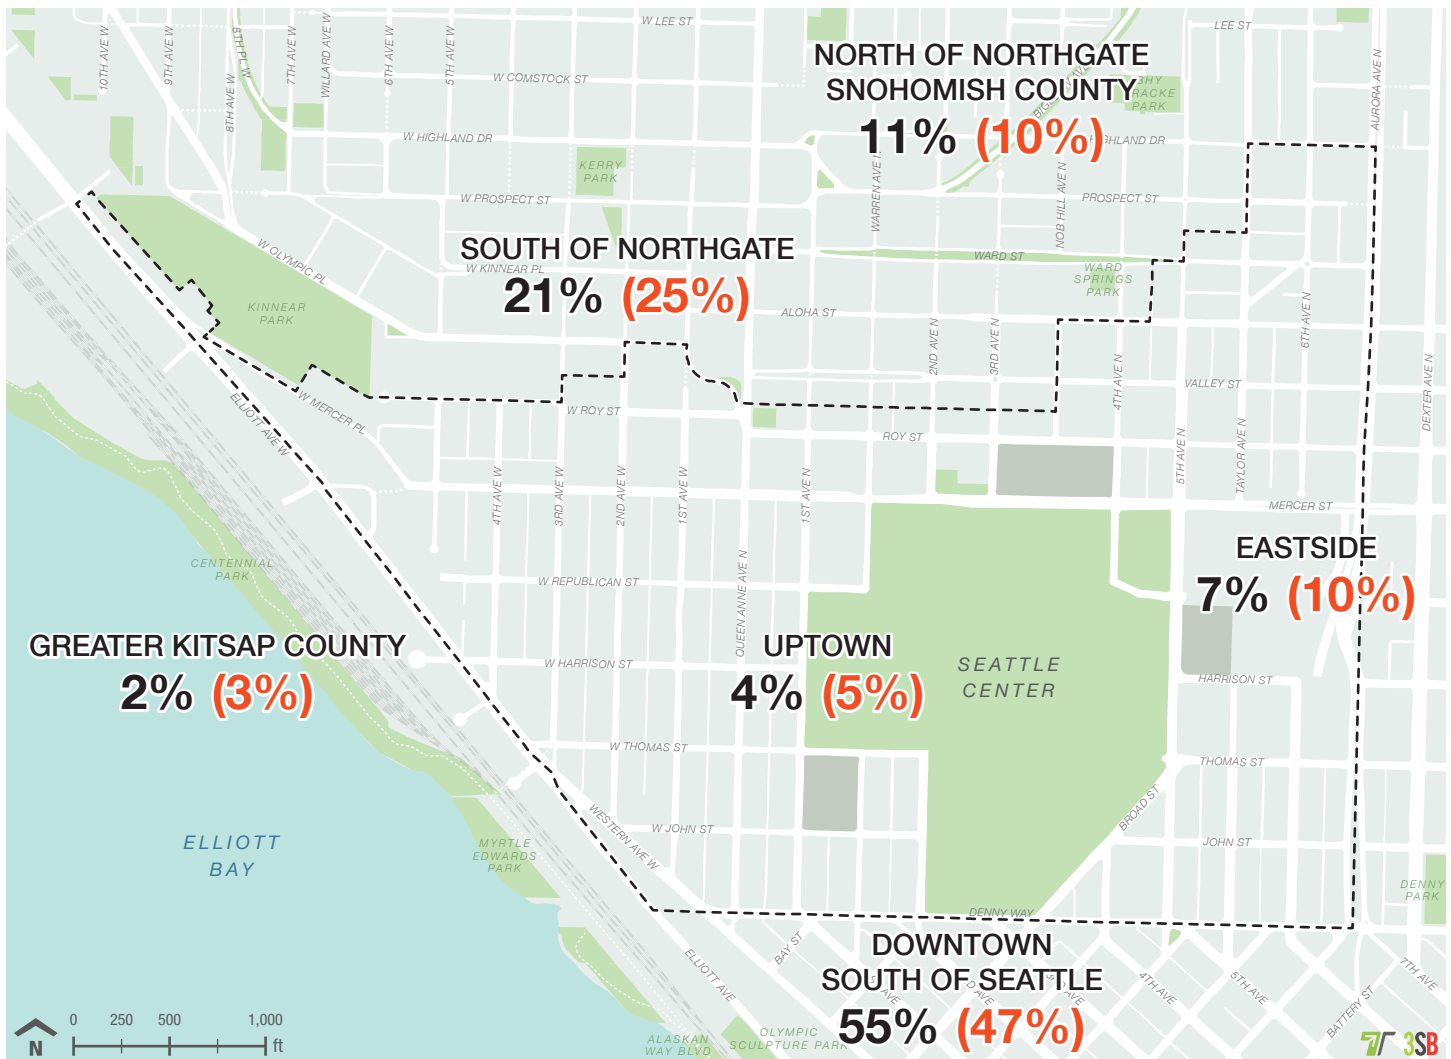 W LEE ST
LEE ST
10TH AVE W
9TH AVE W
8TH PL W
8TH AVE W
7TH AVE W
WILLARD AVE W
6TH AVE W
5TH AVE W
W COMSTOCK ST
NORTH OF NORTHGATE
SNOHOMISH COUNTY
11% (10%)
PARK
AURORA AVE N
W HIGHLAND DR
KERRY
PARK
W PROSPECT ST
PROSPECT ST
NOB HILL AVE N
W OLYMPIC PL
SOUTH OF NORTHGATE
W KINNEAR PL
21% (25%)
WARD ST
WARD
SPRINGS
PARK
KINNEAR
PARK
ALOHA ST
2ND AVE N
3RD AVE N
4TH AVE N
6TH AVE N
VALLEY ST
DEXTER AVE N
ELLIOTT AVE W
W MERCER PL
W ROY ST
ROY ST
5TH AVE N
TAYLOR AVE N
4TH AVE W
3RD AVE W
2ND AVE W
1ST AVE W
1ST AVE N
MERCER ST
CENTENNIAL
PARK
W REPUBLICAN ST
QUEEN ANNE AVE N
EASTSIDE
7% (10%)
GREATER KITSAP COUNTY
2% (3%)
W HARRISON ST
UPTOWN
4% (5%)
SEATTLE
CENTER
HARRISON ST
W THOMAS ST
THOMAS ST
WESTERN AVE W
W JOHN ST
BROAD ST
JOHN ST
ELLIOTT
BAY
MYRTLE
EDWARDS
PARK
DENNY
PARK
DENNY WAY
BAY ST
ELLIOTT AVE
DOWNTOWN
SOUTH OF SEATTLE
55% (47%)
4TH AVE
5TH AVE
7TH AVE
BATTERY ST
OLYMPIC
SCULPTURE PARK
ALASKAN
WAY BLVD
0 250 500 1,000
ft
N
3SB